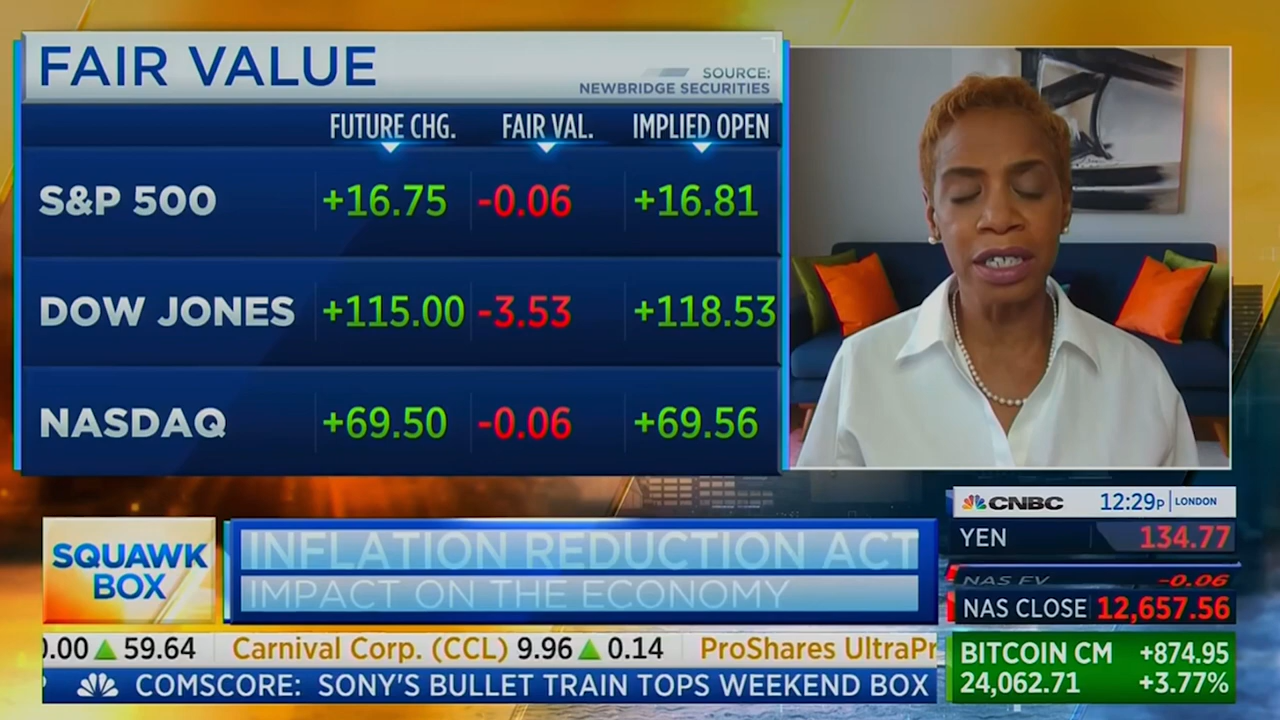 FAIR VALUE
SOURCE:
NEWBRIDGE SECURITIES
FUTURE CHG. FAIR VAL. IMPLIED OPEN
S&P 500 +16.75 -0.06 +16.81
DOW JONES +115.00 -3.53 +118.53
NASDAQ +69.50 -0.06 +69.56
CNBC 12:29P LONDON
YEN 134.77
NAS FV -0.06
NAS CLOSE 12,657.56
BITCOIN CM +874.95
24,062.71 +3.77%
SQUAWK
BOX
INFLATION REDUCTION ACT
IMPACT ON THE ECONOMY
0.00 ▲ 59.64 Carnival Corp. (CCL) 9.96 ▲ 0.14 ProShares UltraPr
COMSCORE: SONY'S BULLET TRAIN TOPS WEEKEND BOX